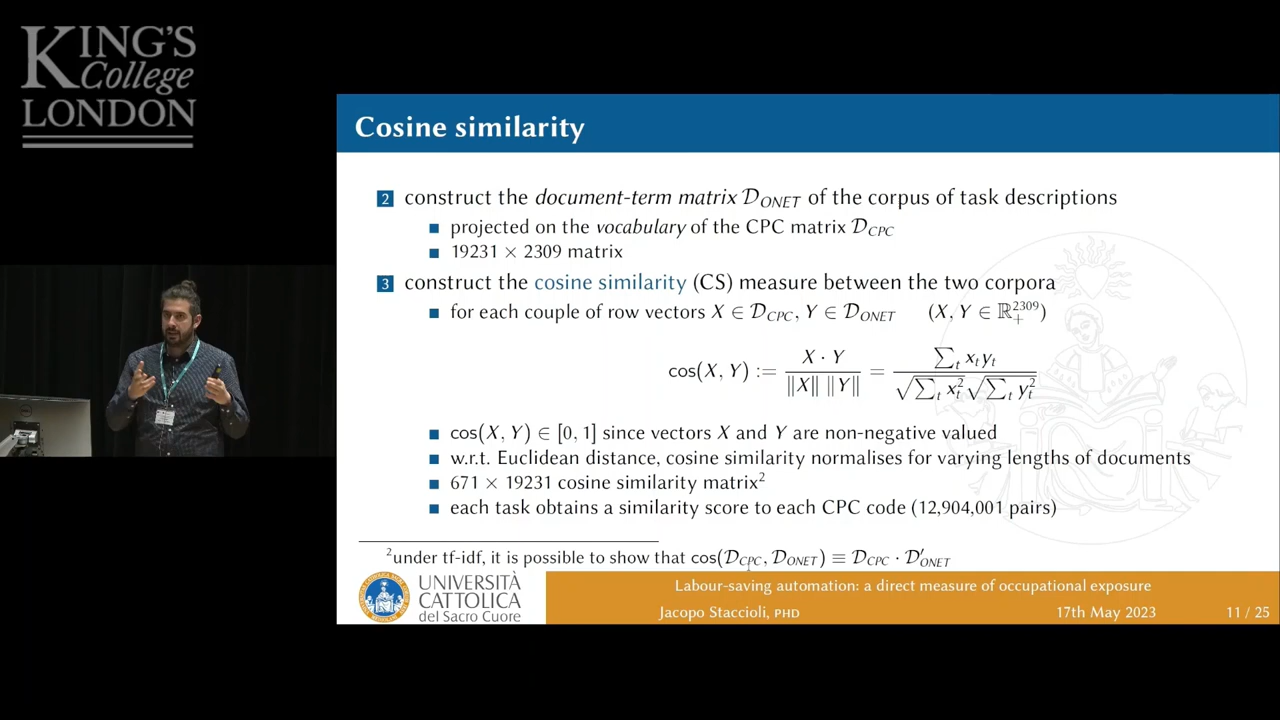 KING'S
College
LONDON
Cosine similarity
2 construct the document-term matrix 𝒟ONET of the corpus of task descriptions
projected on the vocabulary of the CPC matrix 𝒟CPC
19231 × 2309 matrix
3 construct the cosine similarity (CS) measure between the two corpora
for each couple of row vectors X ∈ 𝒟CPC, Y ∈ 𝒟ONET (X, Y ∈ ℝ₊²³⁰⁹)
cos(X, Y) := X · Y / ‖X‖ ‖Y‖ = ∑ₜ xₜyₜ / √∑ₜ xₜ² √∑ₜ yₜ²
cos(X, Y) ∈ [0, 1] since vectors X and Y are non-negative valued
w.r.t. Euclidean distance, cosine similarity normalises for varying lengths of documents
671 × 19231 cosine similarity matrix²
each task obtains a similarity score to each CPC code (12,904,001 pairs)
²under tf-idf, it is possible to show that cos(𝒟CPC, 𝒟ONET) ≡ 𝒟CPC · 𝒟′ONET
UNIVERSITÀ
CATTOLICA
del Sacro Cuore
Labour-saving automation: a direct measure of occupational exposure
Jacopo Staccioli, PHD 17th May 2023 11 / 25